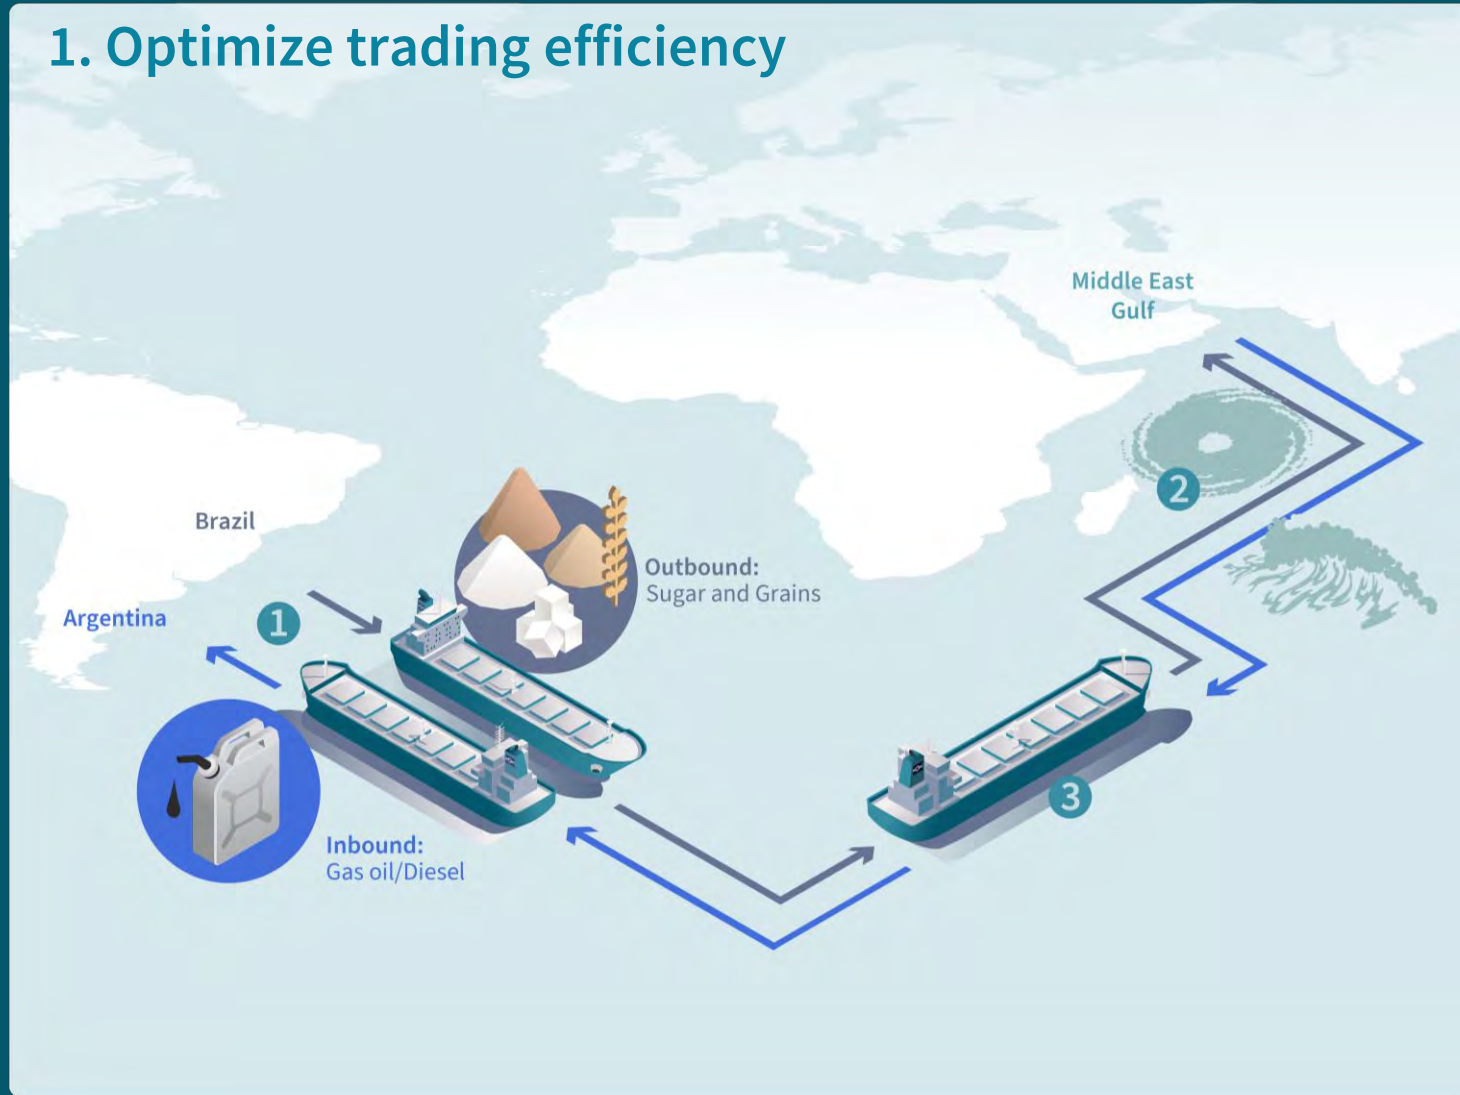 1. Optimize trading efficiency
Middle East
Gulf
2
Brazil
Outbound:
Sugar and Grains
Argentina
1
3
Inbound:
Gas oil/Diesel